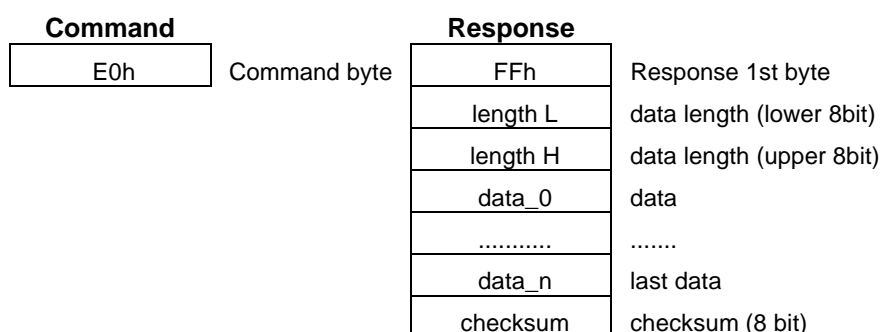 Command Response
E0h Command byte FFh Response 1st byte
length L data length (lower 8bit)
length H data length (upper 8bit)
data_0 data
........... .......
data_n last data
checksum checksum (8 bit)